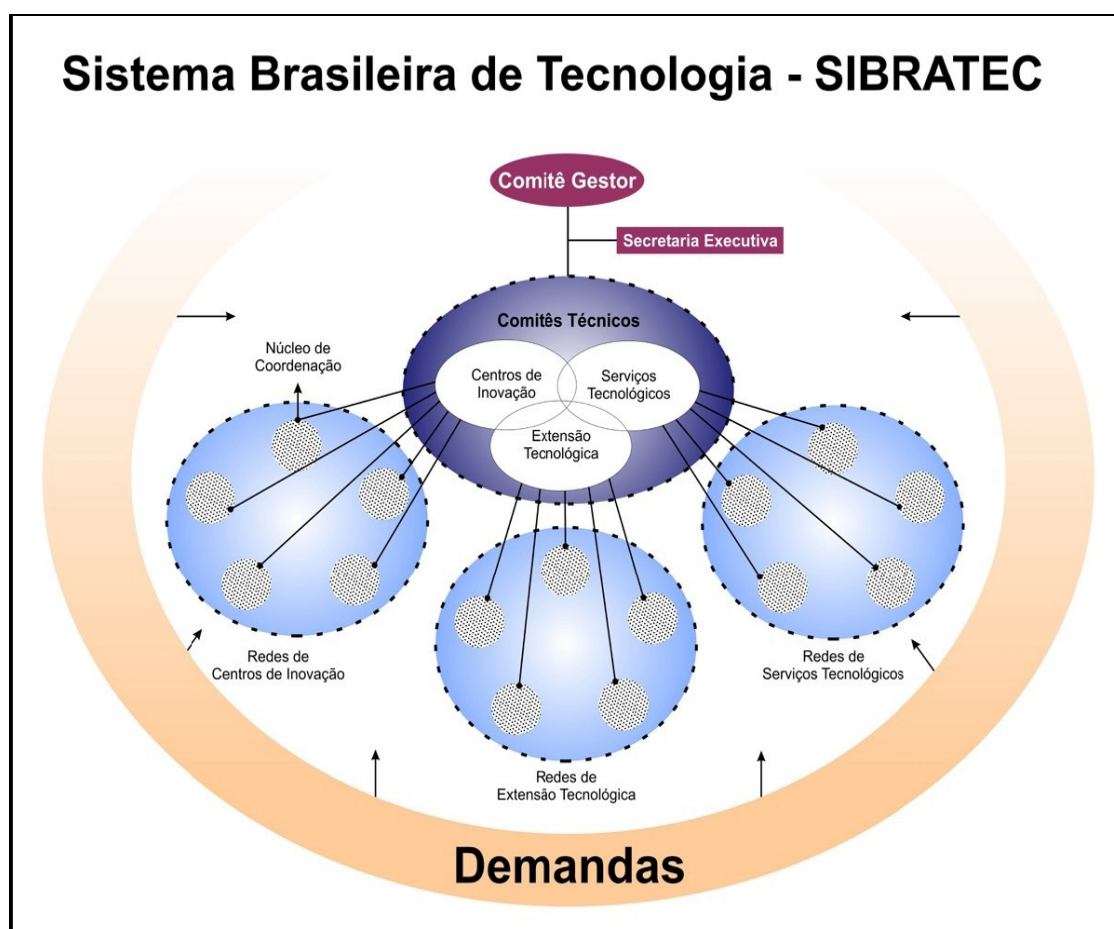 Sistema Brasileira de Tecnologia - SIBRATEC
Comitê Gestor
Secretaria Executiva
Comitês Técnicos
Núcleo de
Coordenação
Centros de
Inovação
Serviços
Tecnológicos
Extensão
Tecnológica
Redes de
Centros de Inovação
Redes de
Serviços Tecnológicos
Redes de
Extensão Tecnológica
Demandas